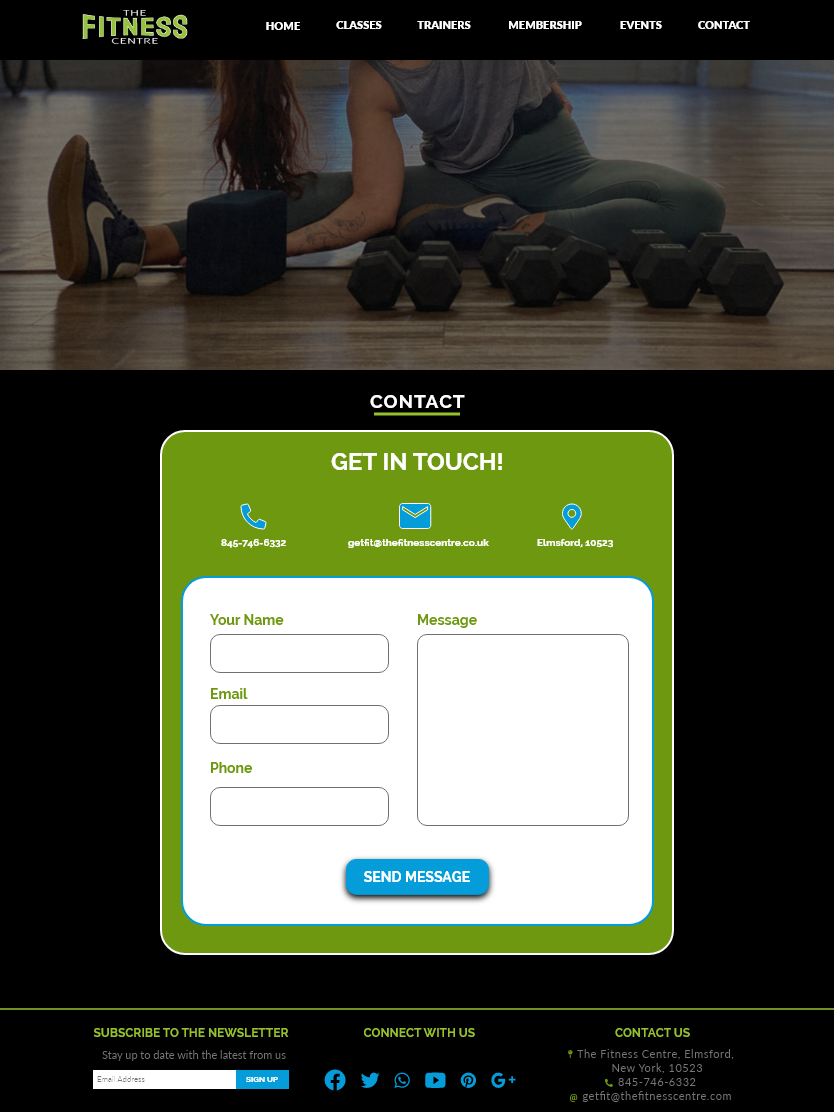 THE
FITNESS
CENTRE
HOME CLASSES TRAINERS MEMBERSHIP EVENTS CONTACT
CONTACT
GET IN TOUCH!
845-746-6332 getfit@thefitnesscentre.co.uk Elmsford, 10523
Your Name Message
Email
Phone
SEND MESSAGE
SUBSCRIBE TO THE NEWSLETTER CONNECT WITH US CONTACT US
Stay up to date with the latest from us
Email Address SIGN UP
The Fitness Centre, Elmsford,
New York, 10523
845-746-6332
@ getfit@thefitnesscentre.com